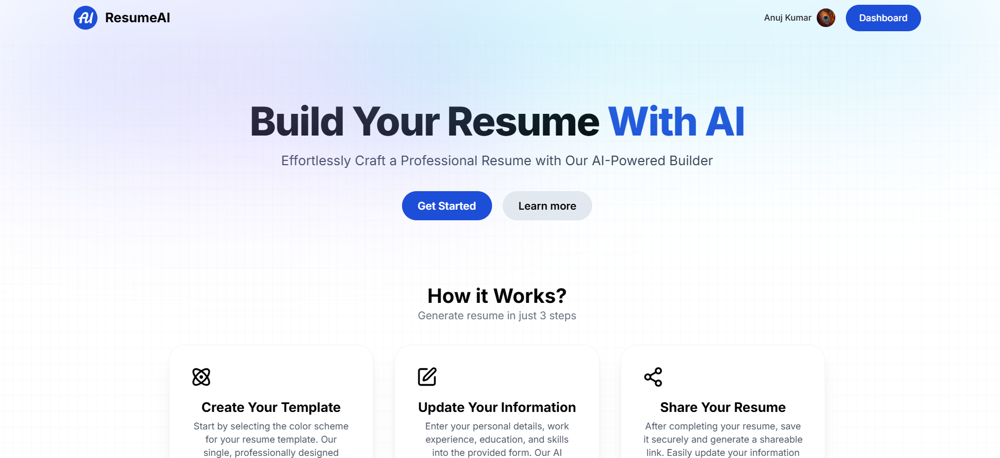 AI ResumeAI
Anuj Kumar
Dashboard
Build Your Resume With AI
Effortlessly Craft a Professional Resume with Our AI-Powered Builder
Get Started
Learn more
How it Works?
Generate resume in just 3 steps
Create Your Template
Start by selecting the color scheme
for your resume template. Our
single, professionally designed
Update Your Information
Enter your personal details, work
experience, education, and skills
into the provided form. Our AI
Share Your Resume
After completing your resume, save
it securely and generate a shareable
link. Easily update your information